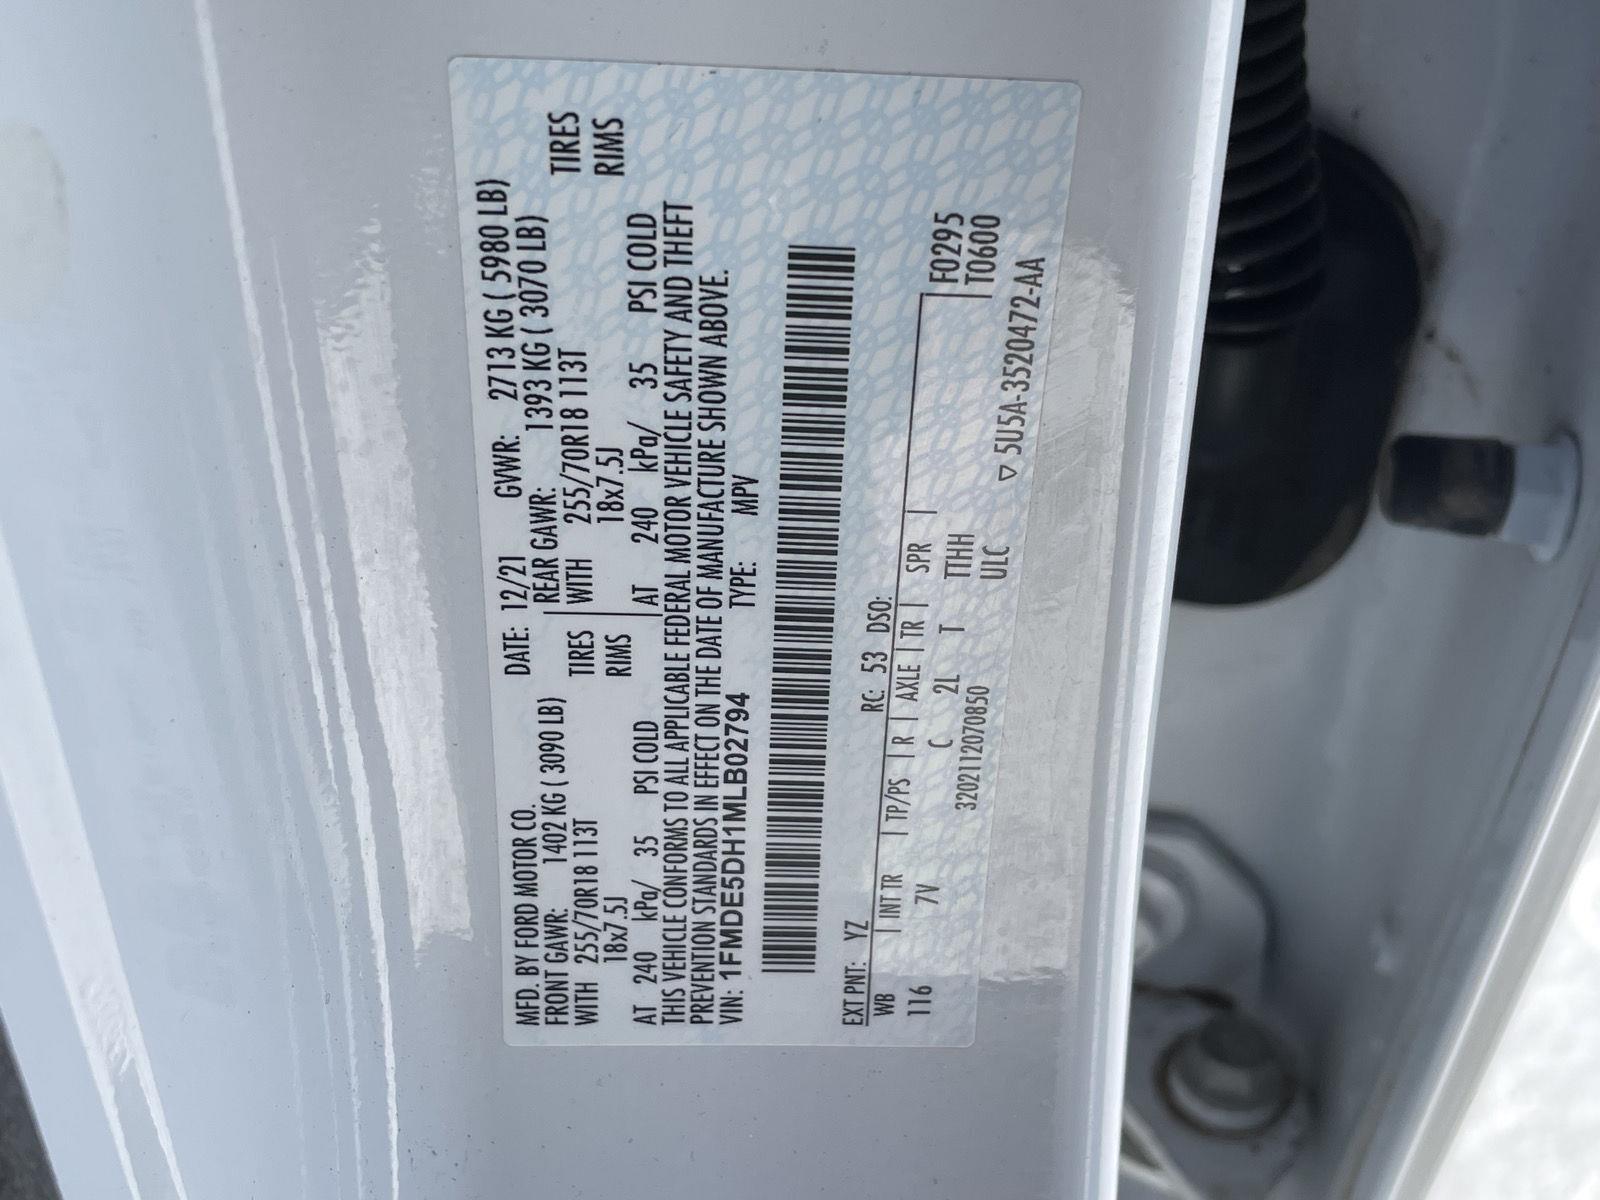 MFD. BY FORD MOTOR CO. DATE: 12/21 GVWR: 2713 KG ( 5980 LB)
FRONT GAWR: 1402 KG ( 3090 LB) REAR GAWR: 1393 KG ( 3070 LB)
WITH 255/70R18 113T TIRES WITH 255/70R18 113T TIRES
18x7.5J RIMS 18x7.5J RIMS
AT 240 kPa/ 35 PSI COLD AT 240 kPa/ 35 PSI COLD
THIS VEHICLE CONFORMS TO ALL APPLICABLE FEDERAL MOTOR VEHICLE SAFETY AND THEFT
PREVENTION STANDARDS IN EFFECT ON THE DATE OF MANUFACTURE SHOWN ABOVE.
VIN: 1FMDE5DH1MLB02794 TYPE: MPV
EXT PNT: YZ RC: 53 DSO:
WB | INT TR | TP/PS | R | AXLE | TR | SPR | F0295
116 7V C 2L T TIHH T0600
3202112070850 ULC ▽ 5U5A-3520472-AA